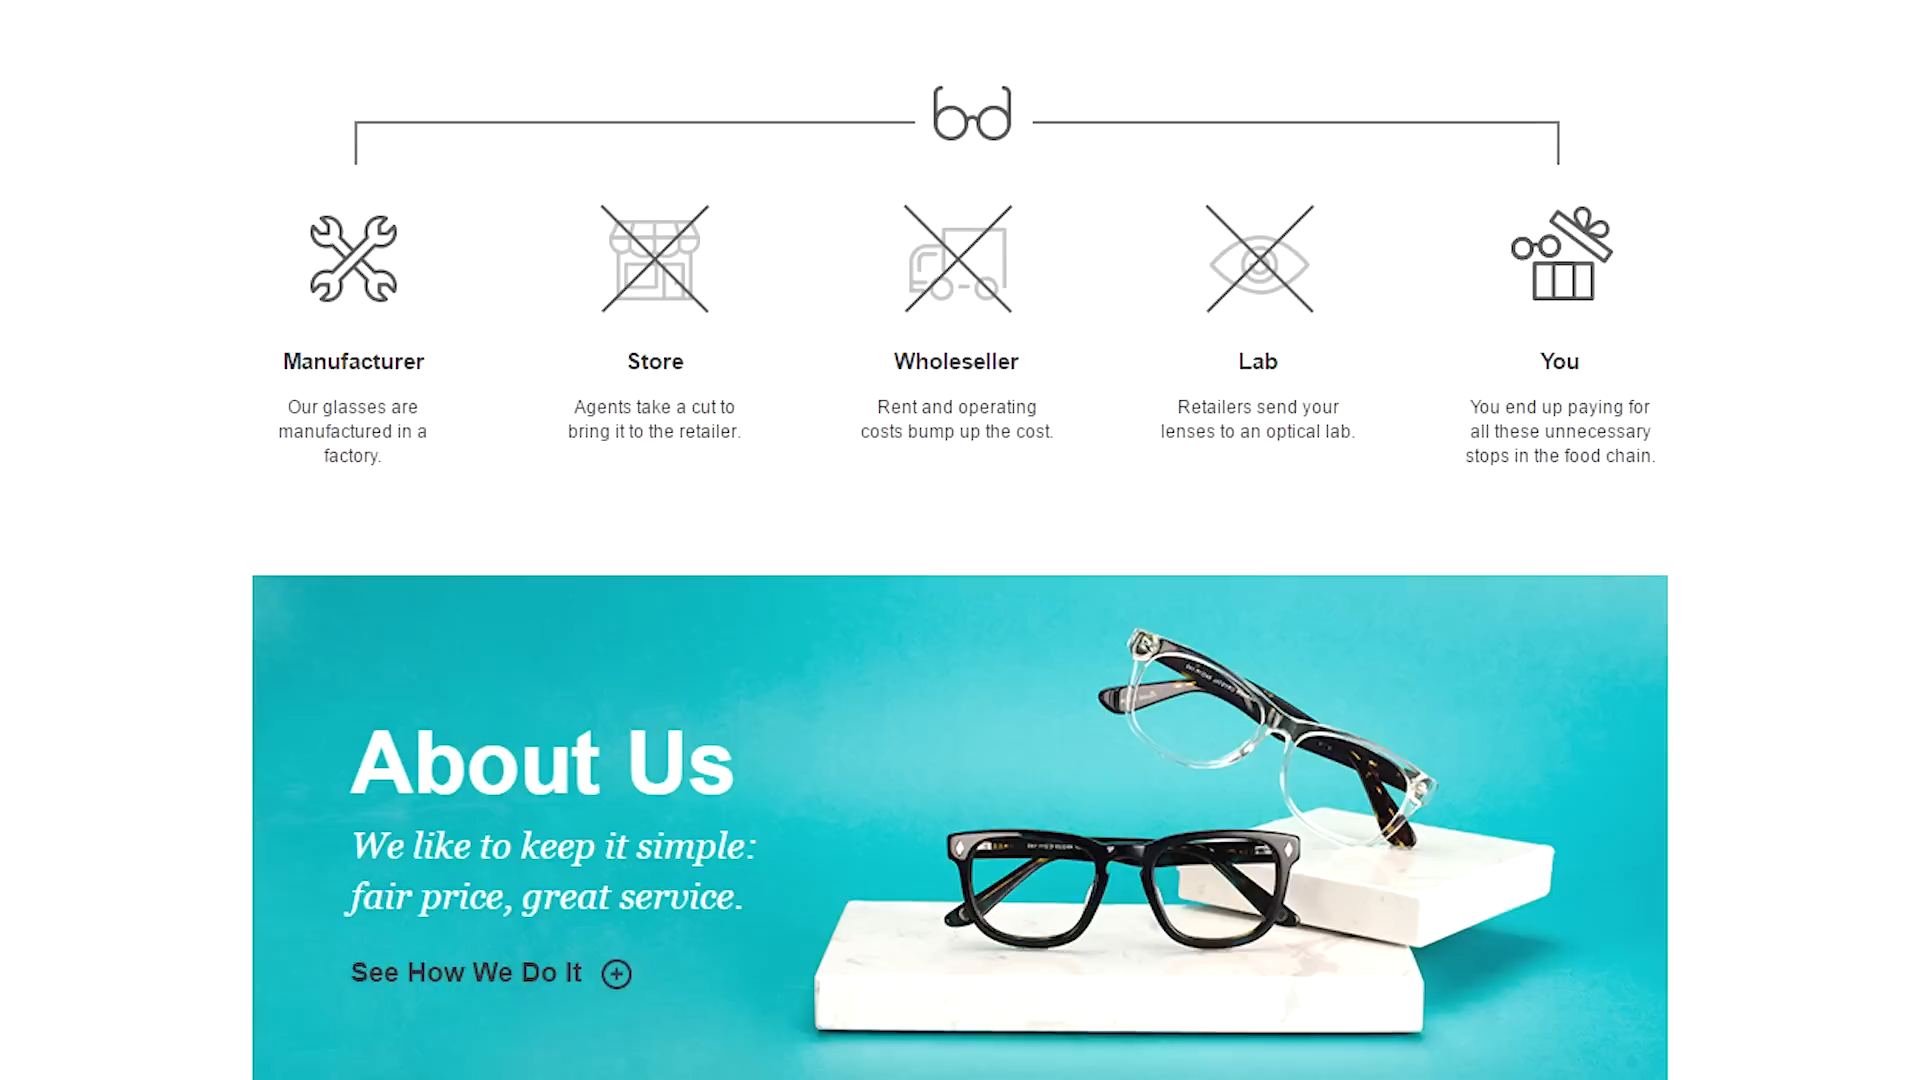 Manufacturer
Our glasses are
manufactured in a
factory.
Store
Agents take a cut to
bring it to the retailer.
Wholeseller
Rent and operating
costs bump up the cost.
Lab
Retailers send your
lenses to an optical lab.
You
You end up paying for
all these unnecessary
stops in the food chain.
About Us
We like to keep it simple:
fair price, great service.
See How We Do It